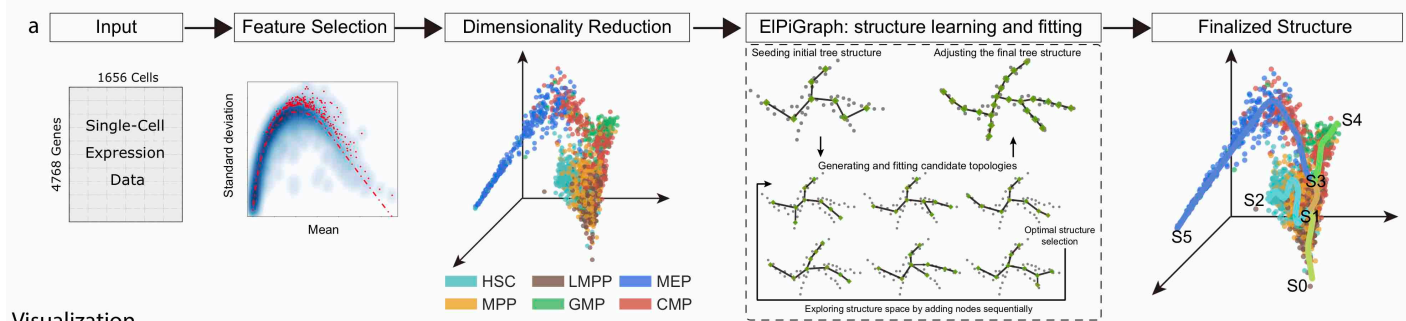 a
Input
Feature Selection
Dimensionality Reduction
ElPiGraph: structure learning and fitting
Finalized Structure
1656 Cells
4768 Genes
Single-Cell
Expression
Data
Standard deviation
Mean
HSC
LMPP
MEP
MPP
GMP
CMP
Seeding initial tree structure
Adjusting the final tree structure
Generating and fitting candidate topologies
Optimal structure
selection
Exploring structure space by adding nodes sequentially
S4
S3
S2
S1
S5
S0
Visualization